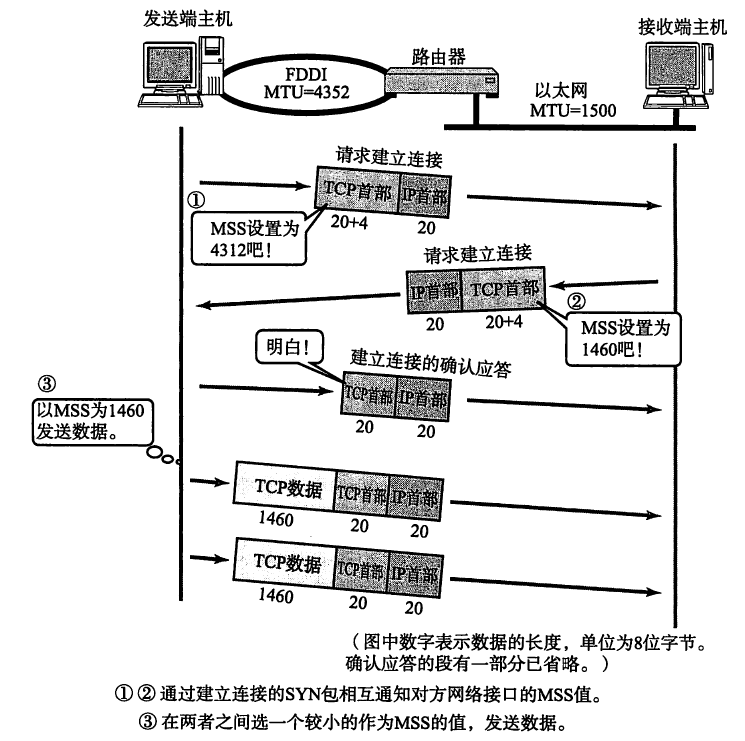 发送端主机
接收端主机
路由器
FDDI
MTU=4352
以太网
MTU=1500
请求建立连接
TCP首部 IP首部
20+4 20
①
MSS设置为
4312吧！
请求建立连接
IP首部 TCP首部
20 20+4
②
MSS设置为
1460吧！
明白！
建立连接的确认应答
TCP首部 IP首部
20 20
③
以MSS为1460
发送数据。
TCP数据 TCP首部 IP首部
1460 20 20
TCP数据 TCP首部 IP首部
1460 20 20
（图中数字表示数据的长度，单位为8位字节。
确认应答的段有一部分已省略。）
①②通过建立连接的SYN包相互通知对方网络接口的MSS值。
③在两者之间选一个较小的作为MSS的值，发送数据。